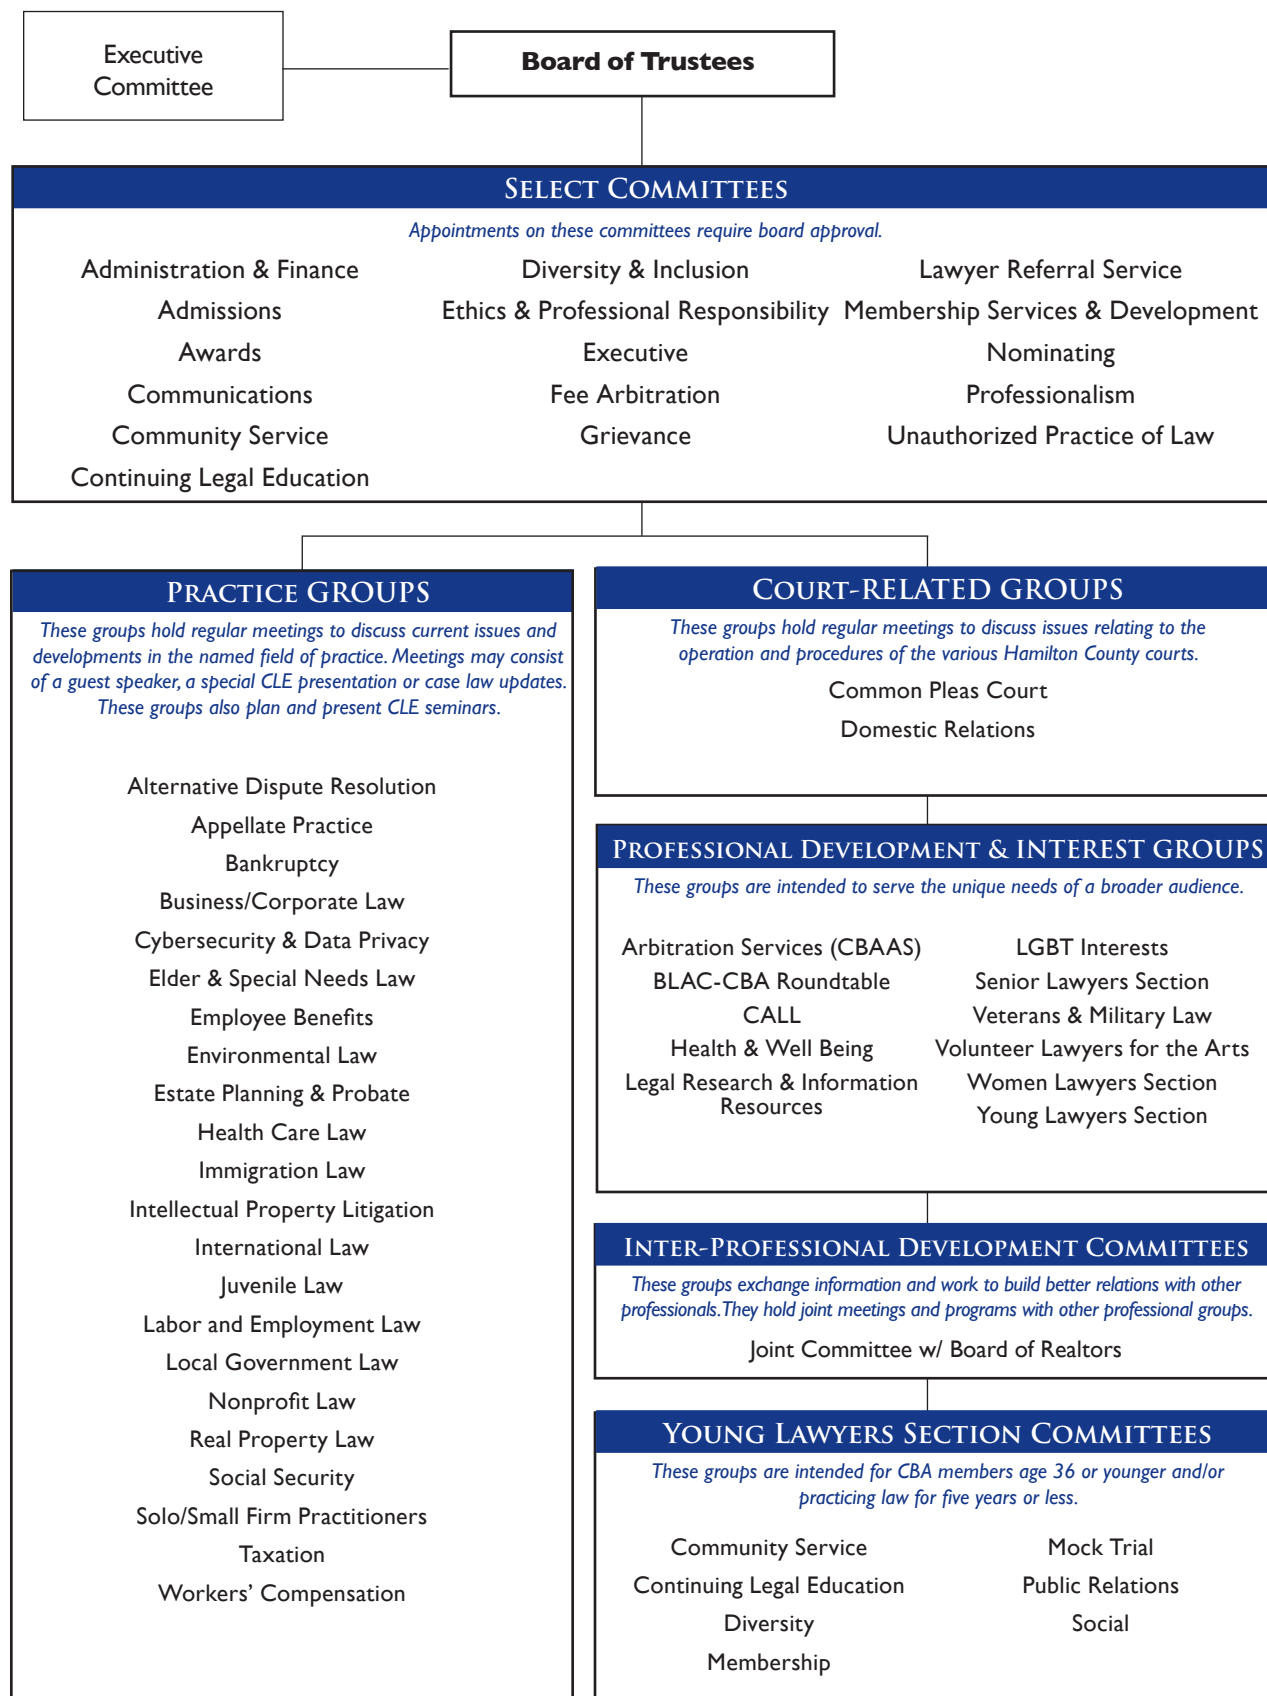 Executive
Committee
Board of Trustees
Select Committees
Appointments on these committees require board approval.
Administration & Finance
Admissions
Awards
Communications
Community Service
Continuing Legal Education
Diversity & Inclusion
Ethics & Professional Responsibility
Executive
Fee Arbitration
Grievance
Lawyer Referral Service
Membership Services & Development
Nominating
Professionalism
Unauthorized Practice of Law
Practice GROUPS
These groups hold regular meetings to discuss current issues and
developments in the named field of practice. Meetings may consist
of a guest speaker, a special CLE presentation or case law updates.
These groups also plan and present CLE seminars.
Alternative Dispute Resolution
Appellate Practice
Bankruptcy
Business/Corporate Law
Cybersecurity & Data Privacy
Elder & Special Needs Law
Employee Benefits
Environmental Law
Estate Planning & Probate
Health Care Law
Immigration Law
Intellectual Property Litigation
International Law
Juvenile Law
Labor and Employment Law
Local Government Law
Nonprofit Law
Real Property Law
Social Security
Solo/Small Firm Practitioners
Taxation
Workers’ Compensation
Court-RELATED GROUPS
These groups hold regular meetings to discuss issues relating to the
operation and procedures of the various Hamilton County courts.
Common Pleas Court
Domestic Relations
Professional Development & INTEREST GROUPS
These groups are intended to serve the unique needs of a broader audience.
Arbitration Services (CBAAS)
BLAC-CBA Roundtable
CALL
Health & Well Being
Legal Research & Information
Resources
LGBT Interests
Senior Lawyers Section
Veterans & Military Law
Volunteer Lawyers for the Arts
Women Lawyers Section
Young Lawyers Section
Inter-Professional Development Committees
These groups exchange information and work to build better relations with other
professionals. They hold joint meetings and programs with other professional groups.
Joint Committee w/ Board of Realtors
Young Lawyers Section Committees
These groups are intended for CBA members age 36 or younger and/or
practicing law for five years or less.
Community Service
Continuing Legal Education
Diversity
Membership
Mock Trial
Public Relations
Social